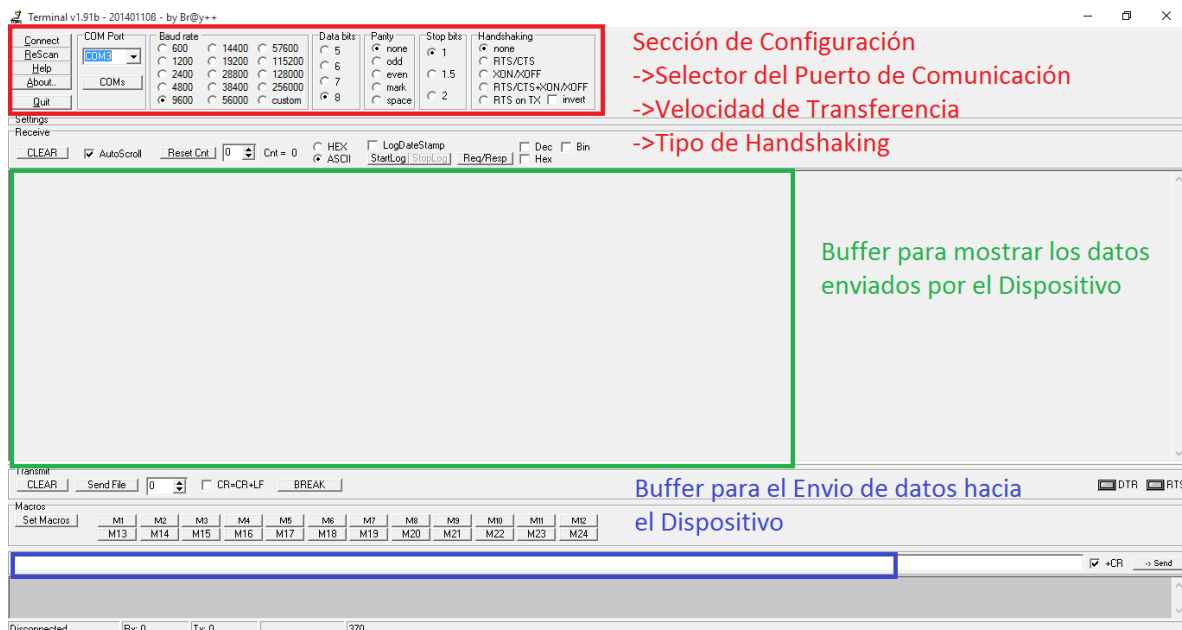 Terminal v1.91b - 20140110ß - by Br@y++
Connect
ReScan
Help
About..
Quit
COM Port
COM3
COMs
Baud rate
600 14400 57600
1200 19200 115200
2400 28800 128000
4800 38400 256000
9600 56000 custom
Data bits
5
6
7
8
Parity
none
odd
even
mark
space
Stop bits
1
1.5
2
Handshaking
none
RTS/CTS
XON/XOFF
RTS/CTS+XON/XOFF
RTS on TX invert
Sección de Configuración
->Selector del Puerto de Comunicación
->Velocidad de Transferencia
->Tipo de Handshaking
Settings
Receive
CLEAR AutoScroll Reset Cnt 0 Cnt = 0
HEX
ASCII
LogDateStamp
StartLog StopLog Req/Resp
Dec Bin
Hex
Buffer para mostrar los datos
enviados por el Dispositivo
Transmit
CLEAR Send File 0 CR=CR+LF BREAK
DTR RTS
Buffer para el Envio de datos hacia
el Dispositivo
Macros
Set Macros
M1 M2 M3 M4 M5 M6 M7 M8 M9 M10 M11 M12
M13 M14 M15 M16 M17 M18 M19 M20 M21 M22 M23 M24
+CR -> Send
Disconnected Rx: 0 Tx: 0 370